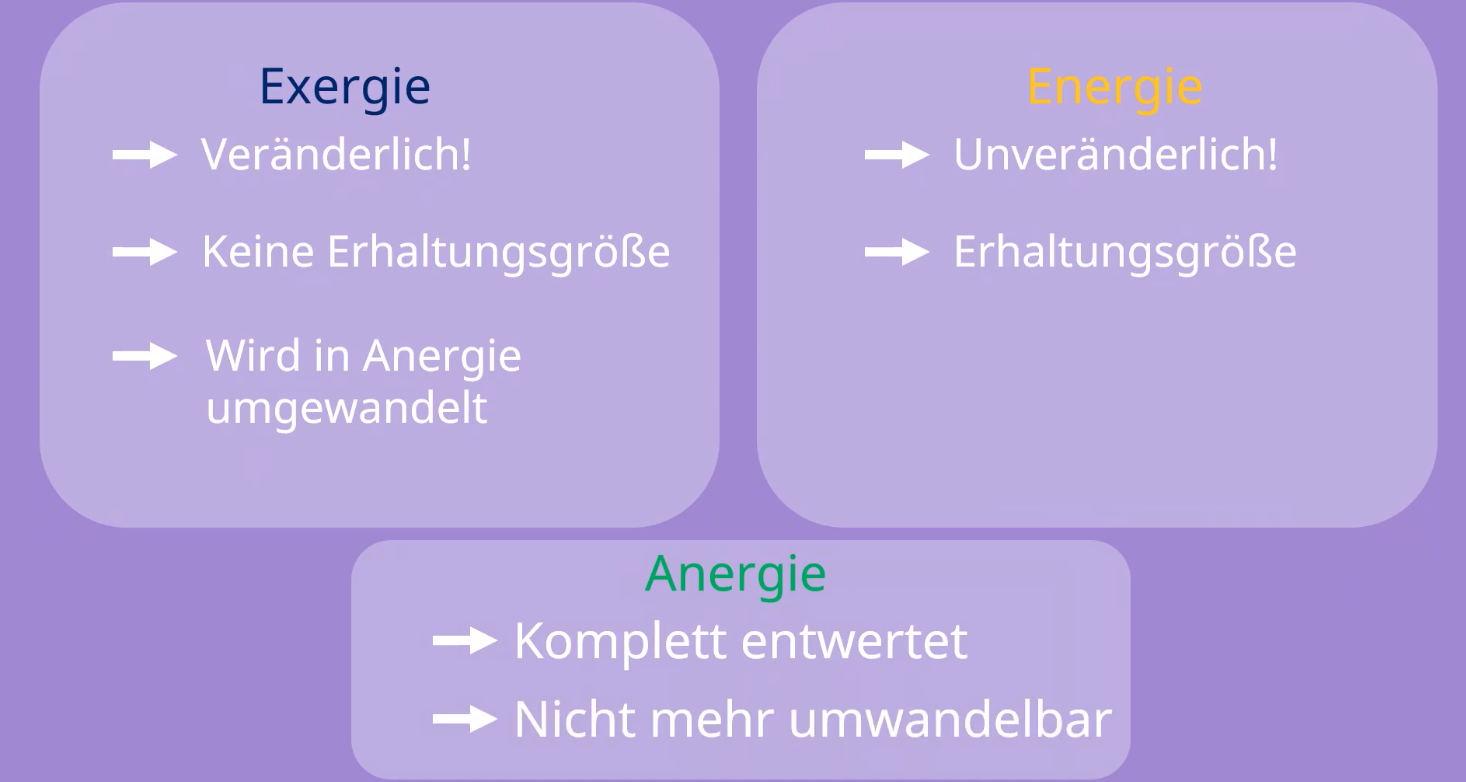 Exergie
Veränderlich!
Keine Erhaltungsgröße
Wird in Anergie
umgewandelt
Energie
Unveränderlich!
Erhaltungsgröße
Anergie
Komplett entwertet
Nicht mehr umwandelbar